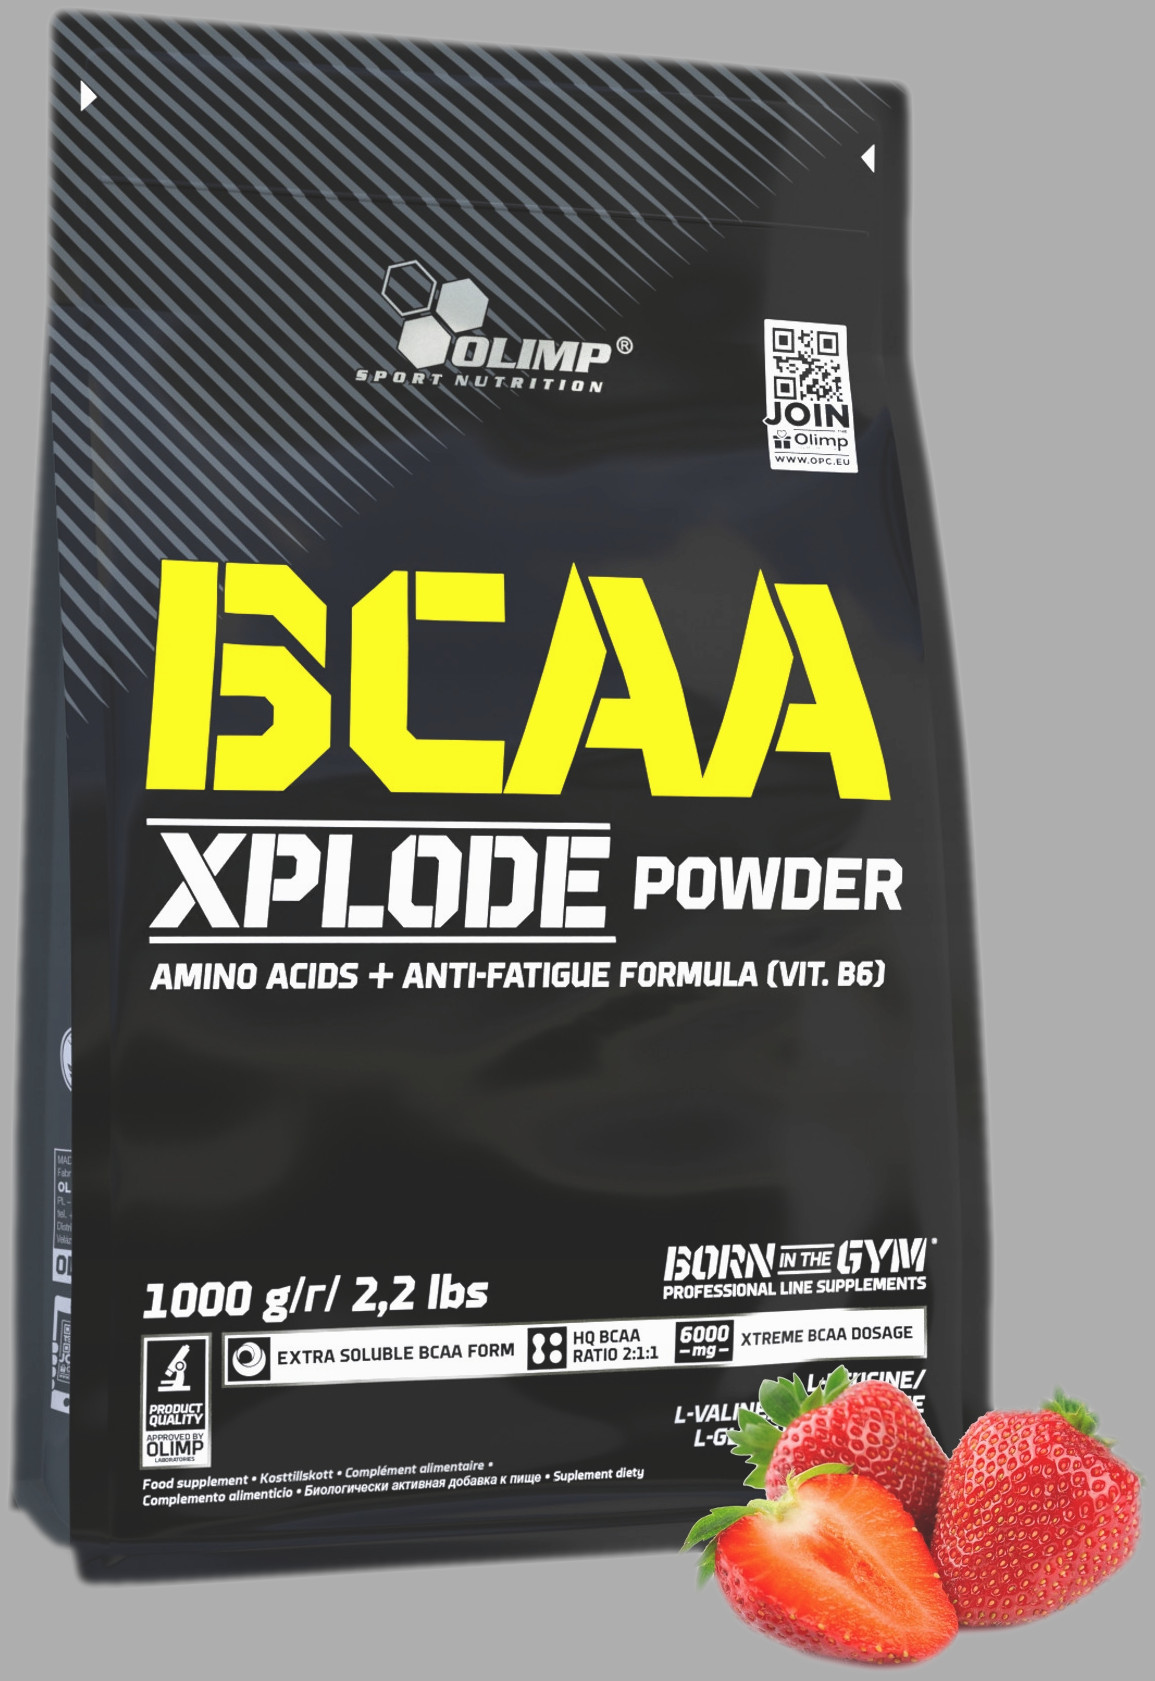 OLIMP®
SPORT NUTRITION
JOIN
THE
Olimp
WWW.OPC.EU
BCAA
XPLODE POWDER
AMINO ACIDS + ANTI-FATIGUE FORMULA (VIT. B6)
BORN IN THE GYM
PROFESSIONAL LINE SUPPLEMENTS
1000 g/г/ 2,2 lbs
EXTRA SOLUBLE BCAA FORM
HQ BCAA
RATIO 2:1:1
6000
mg
XTREME BCAA DOSAGE
PRODUCT
QUALITY
APPROVED BY
OLIMP
LABORATORIES
Food supplement • Kosttillskott • Complément alimentaire •
Complemento alimenticio • Биологически активная добавка к пище • Suplement diety